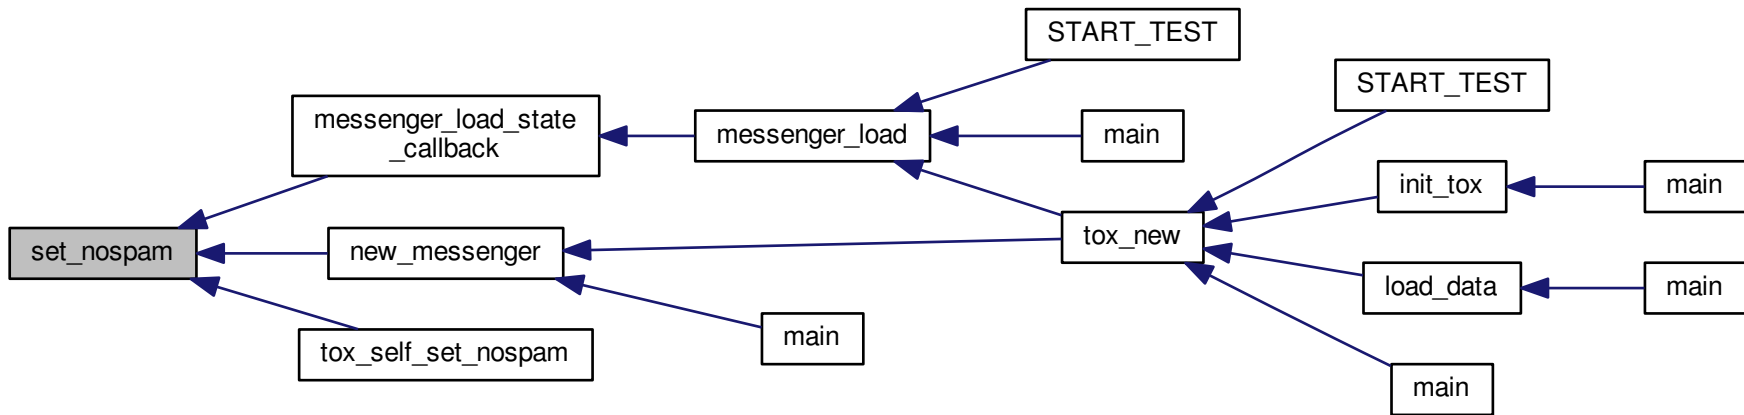 START_TEST
START_TEST
messenger_load_state
_callback
messenger_load
main
init_tox
main
set_nospam
new_messenger
tox_new
load_data
main
tox_self_set_nospam
main
main